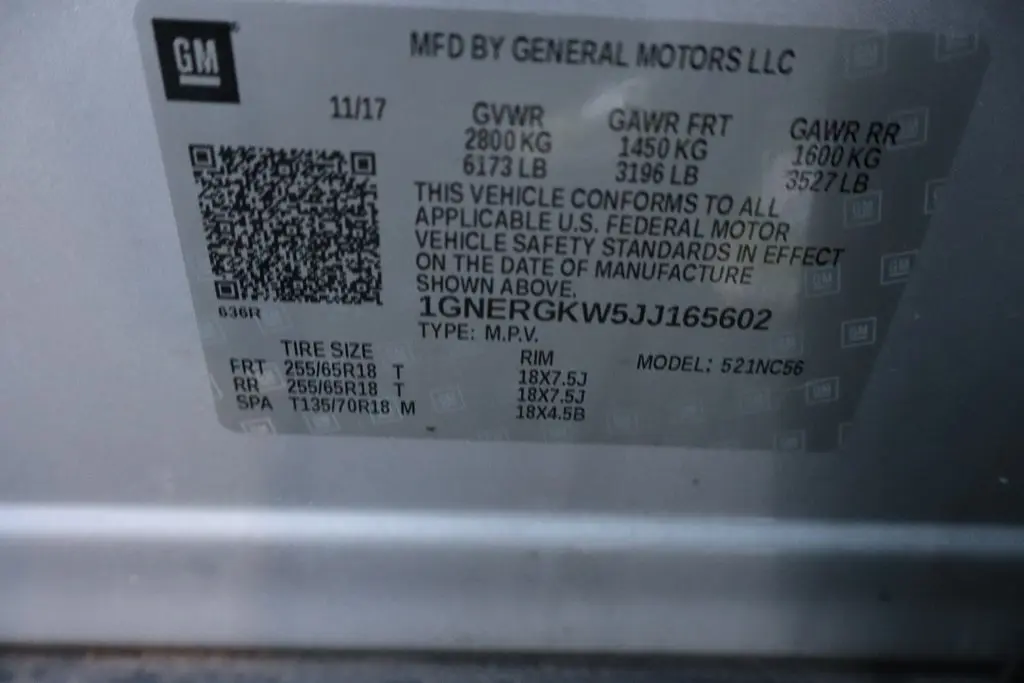 GM
MFD BY GENERAL MOTORS LLC
11/17
GVWR
2800 KG
6173 LB
GAWR FRT
1450 KG
3196 LB
GAWR RR
1600 KG
3527 LB
THIS VEHICLE CONFORMS TO ALL
APPLICABLE U.S. FEDERAL MOTOR
VEHICLE SAFETY STANDARDS IN EFFECT
ON THE DATE OF MANUFACTURE
SHOWN ABOVE.
636R
1GNERGKW5JJ165602
TYPE: M.P.V.
TIRE SIZE RIM MODEL: 521NC56
FRT 255/65R18 T 18X7.5J
RR 255/65R18 T 18X7.5J
SPA T135/70R18 M 18X4.5B